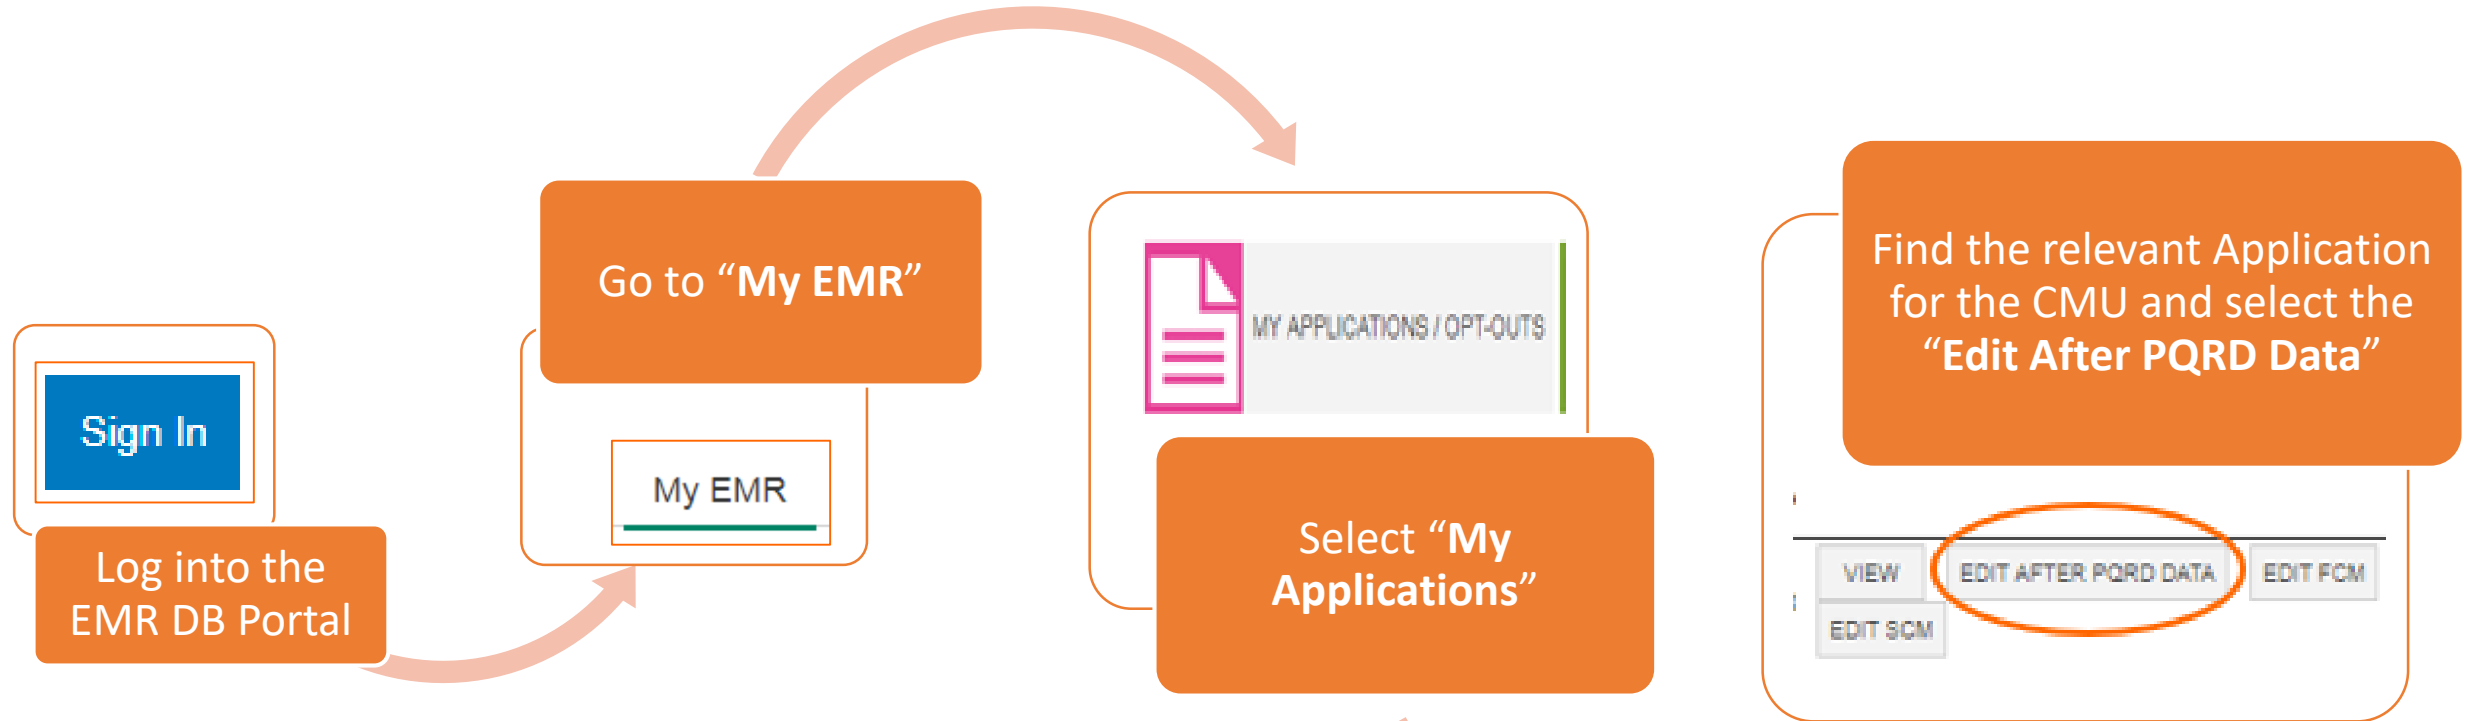 Sign In
Log into the
EMR DB Portal
Go to “My EMR”
My EMR
MY APPLICATIONS / OPT-OUTS
Select “My
Applications”
Find the relevant Application
for the CMU and select the
“Edit After PQRD Data”
VIEW EDIT AFTER PQRD DATA EDIT FCM
EDIT SCM